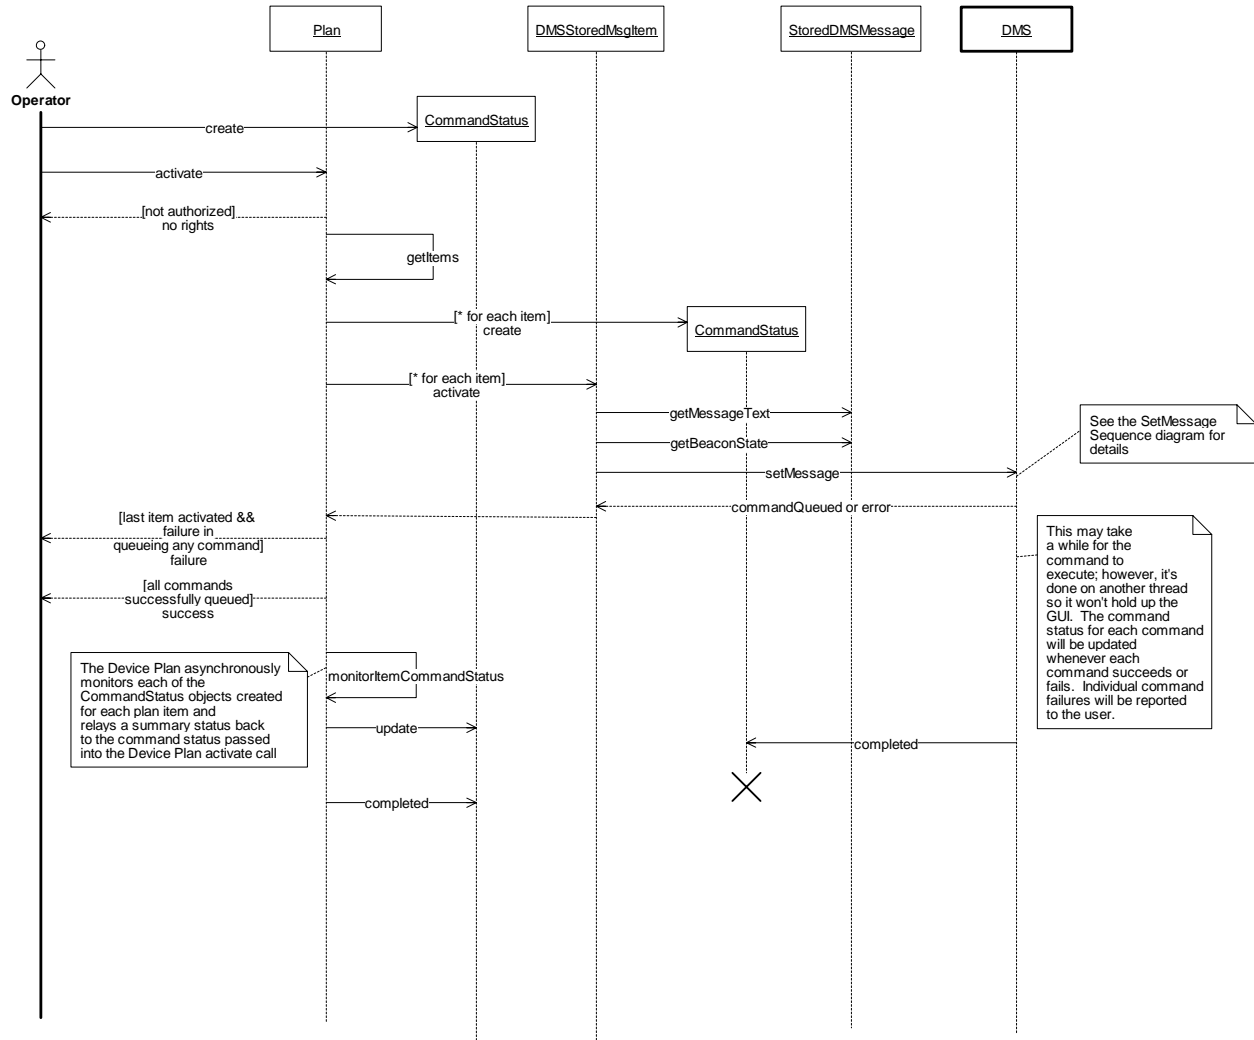 Plan
DMSStoredMsgItem
StoredDMSMessage
DMS
Operator
CommandStatus
create
activate
[not authorized]
no rights
getItems
[* for each item]
create
CommandStatus
[* for each item]
activate
getMessageText
getBeaconState
setMessage
See the SetMessage
Sequence diagram for
details
commandQueued or error
[last item activated &&
failure in
queueing any command]
failure
This may take
a while for the
command to
execute; however, it's
done on another thread
so it won't hold up the
GUI.  The command
status for each command
will be updated
whenever each
command succeeds or
fails.  Individual command
failures will be reported
to the user.
[all commands
successfully queued]
success
The Device Plan asynchronously
monitors each of the
CommandStatus objects created
for each plan item and
relays a summary status back
to the command status passed
into the Device Plan activate call
monitorItemCommandStatus
update
completed
completed